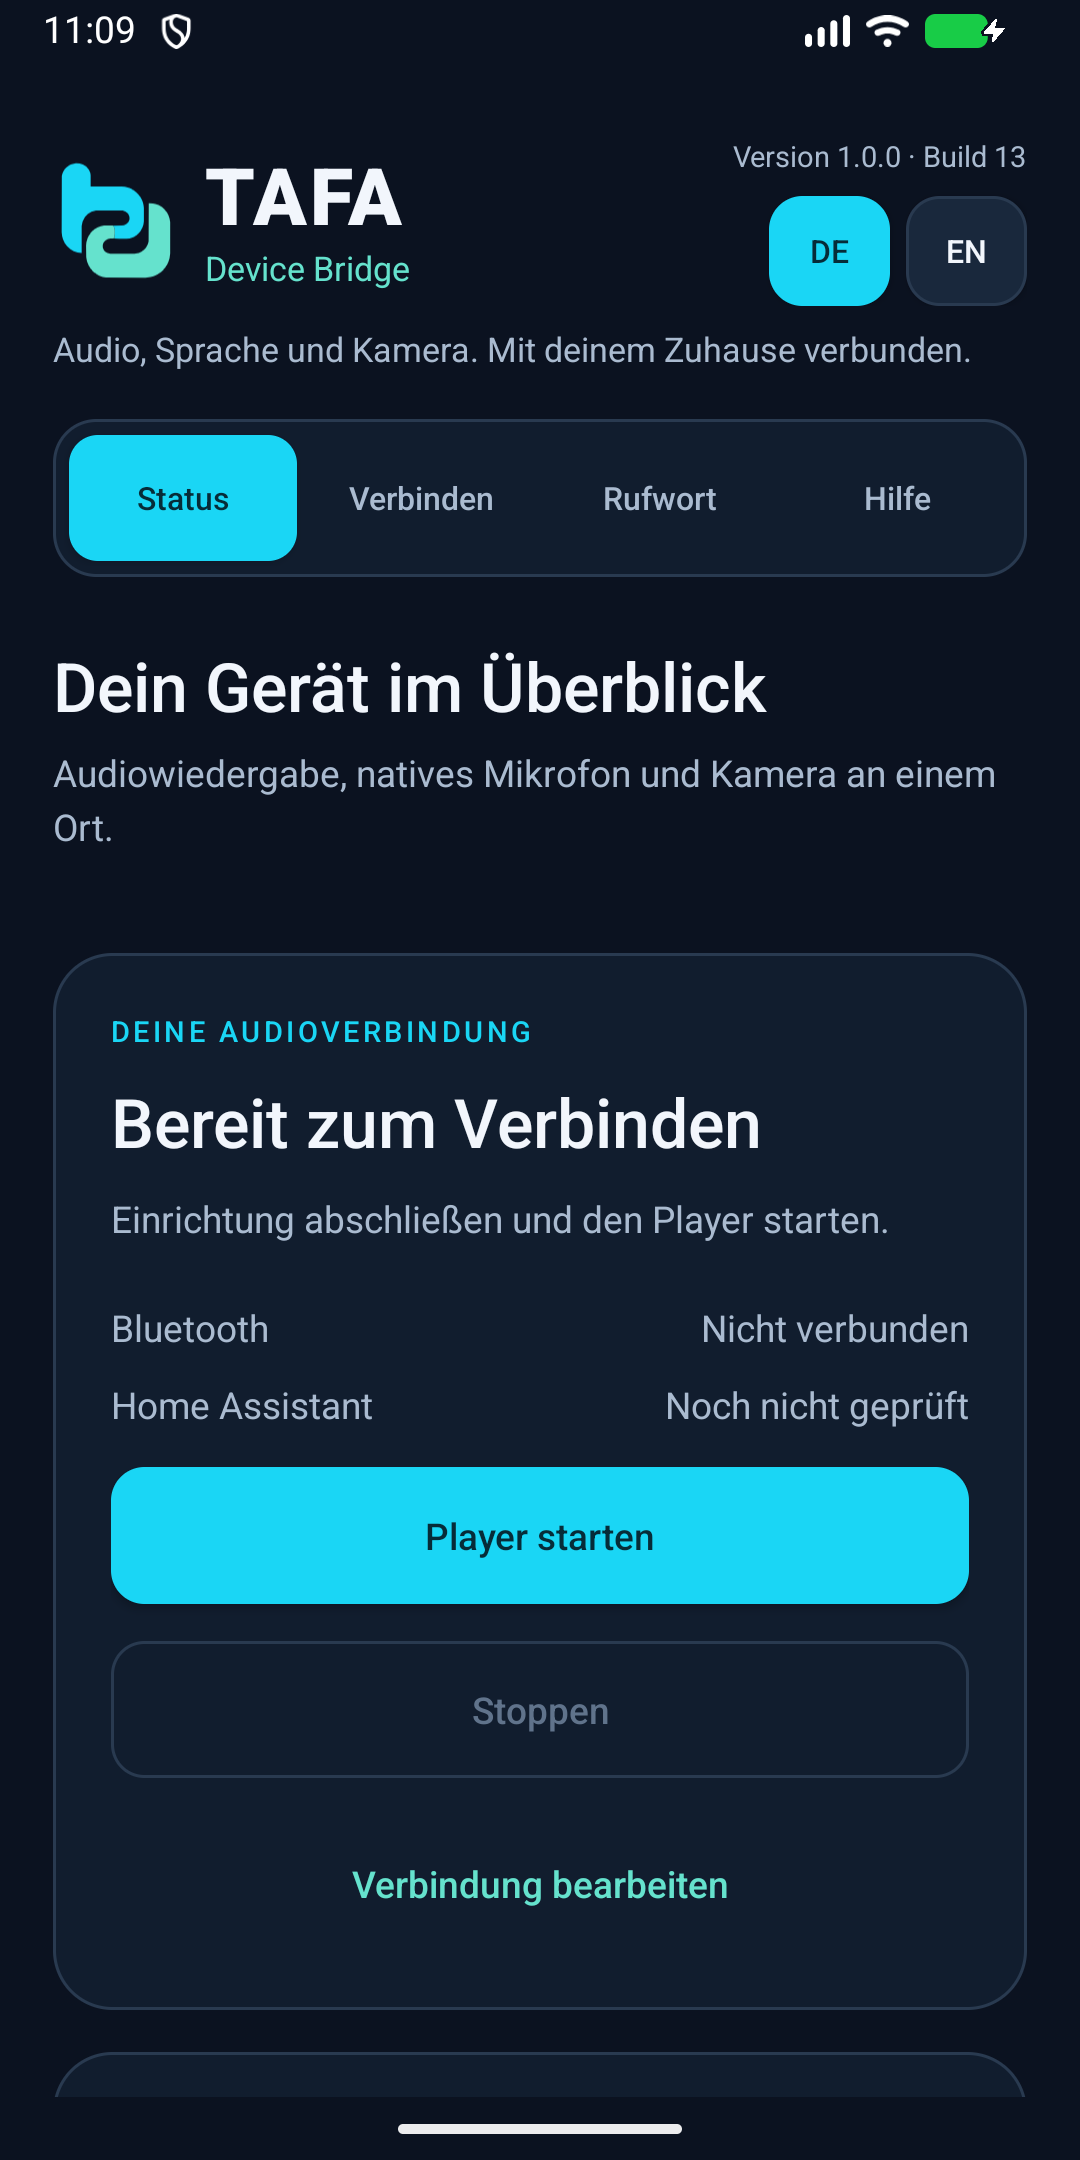 11:09
Version 1.0.0 · Build 13
TAFA
Device Bridge
DE
EN
Audio, Sprache und Kamera. Mit deinem Zuhause verbunden.
Status
Verbinden
Rufwort
Hilfe
Dein Gerät im Überblick
Audiowiedergabe, natives Mikrofon und Kamera an einem
Ort.
DEINE AUDIOVERBINDUNG
Bereit zum Verbinden
Einrichtung abschließen und den Player starten.
Bluetooth Nicht verbunden
Home Assistant Noch nicht geprüft
Player starten
Stoppen
Verbindung bearbeiten